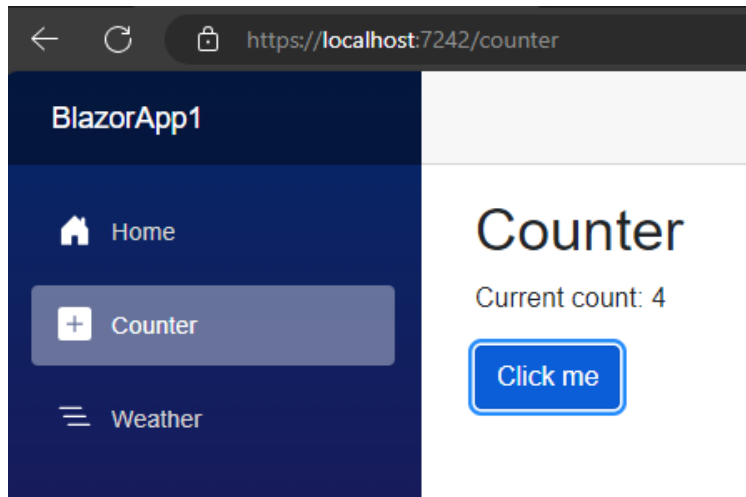 https://localhost:7242/counter
BlazorApp1
Home
Counter
Weather
Counter
Current count: 4
Click me